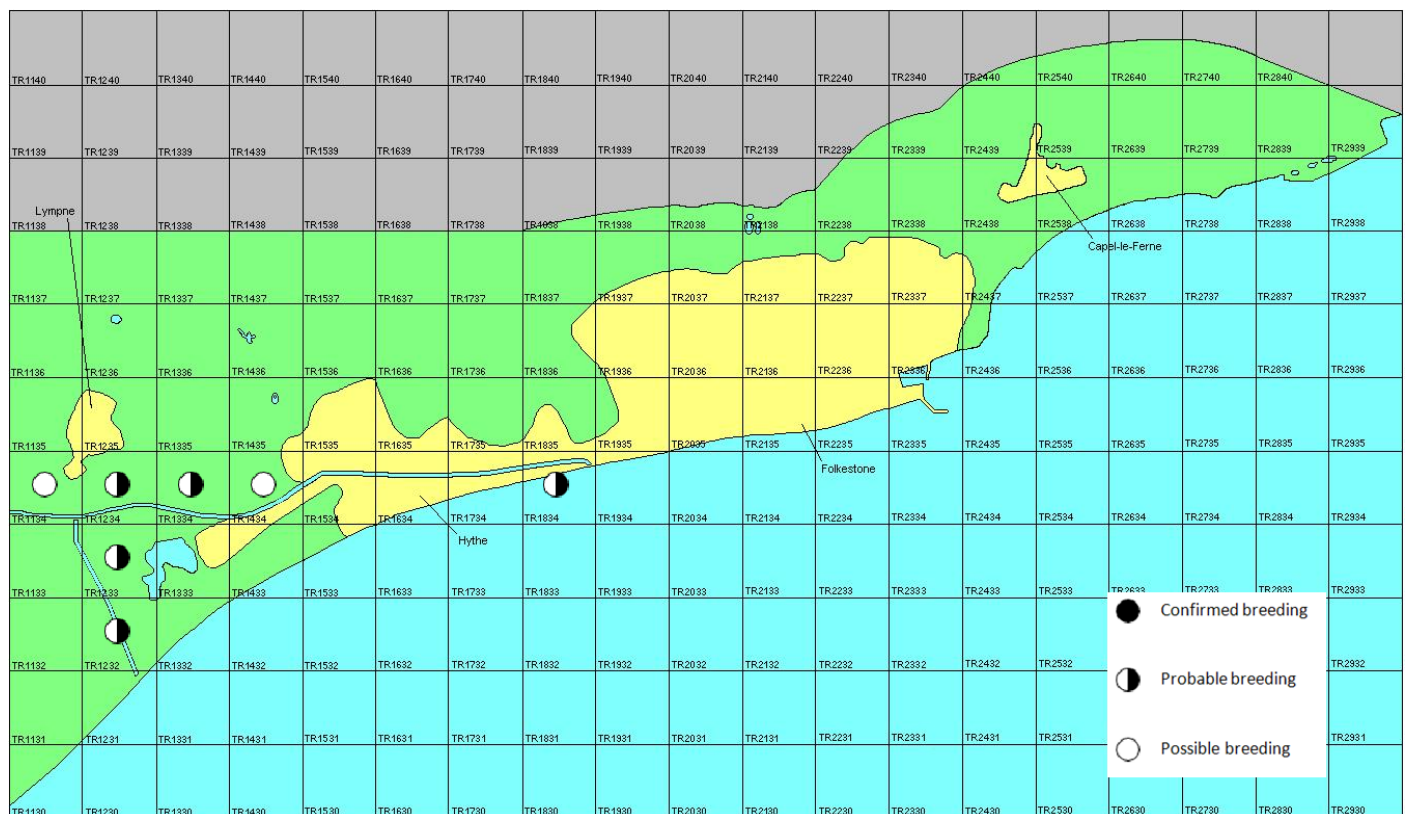 TR1140 TR1240 TR1340 TR1440 TR1540 TR1640 TR1740 TR1840 TR1940 TR2040 TR2140 TR2240 TR2340 TR2440 TR2540 TR2640 TR2740 TR2840
TR1139 TR1239 TR1339 TR1439 TR1539 TR1639 TR1739 TR1839 TR1939 TR2039 TR2139 TR2239 TR2339 TR2439 TR2539 TR2639 TR2739 TR2839 TR2939
Lympne
TR1138 TR1238 TR1338 TR1438 TR1538 TR1638 TR1738 TR1938 TR2038 TR2138 TR2238 TR2338 TR2438 TR2538 TR2638 TR2738 TR2838 TR2938
Capel-le-Ferne
TR1137 TR1237 TR1337 TR1437 TR1537 TR1637 TR1737 TR1837 TR1937 TR2037 TR2137 TR2237 TR2337 TR2437 TR2537 TR2637 TR2737 TR2837 TR2937
TR1136 TR1236 TR1336 TR1436 TR1536 TR1636 TR1736 TR1836 TR1936 TR2036 TR2136 TR2236 TR2336 TR2436 TR2536 TR2636 TR2736 TR2836 TR2936
TR1135 TR1235 TR1335 TR1435 TR1535 TR1635 TR1735 TR1835 TR1935 TR2035 TR2135 TR2235 TR2335 TR2435 TR2535 TR2635 TR2735 TR2835 TR2935
Folkestone
TR1134 TR1234 TR1334 TR1434 TR1534 TR1634 TR1734 TR1834 TR1934 TR2034 TR2134 TR2234 TR2334 TR2434 TR2534 TR2634 TR2734 TR2834 TR2934
Hythe
TR1133 TR1233 TR1333 TR1433 TR1533 TR1633 TR1733 TR1833 TR1933 TR2033 TR2133 TR2233 TR2333 TR2433 TR2533 TR2633 TR2733 TR2833 TR2933
Confirmed breeding
TR1132 TR1232 TR1332 TR1432 TR1532 TR1632 TR1732 TR1832 TR1932 TR2032 TR2132 TR2232 TR2332 TR2432 TR2532 TR2932
Probable breeding
TR1131 TR1231 TR1331 TR1431 TR1531 TR1631 TR1731 TR1831 TR1931 TR2031 TR2131 TR2231 TR2331 TR2431 TR2531 TR2931
Possible breeding
TR1130 TR1230 TR1330 TR1430 TR1530 TR1630 TR1730 TR1830 TR1930 TR2030 TR2130 TR2230 TR2330 TR2430 TR2530 TR2630 TR2730 TR2830 TR2930